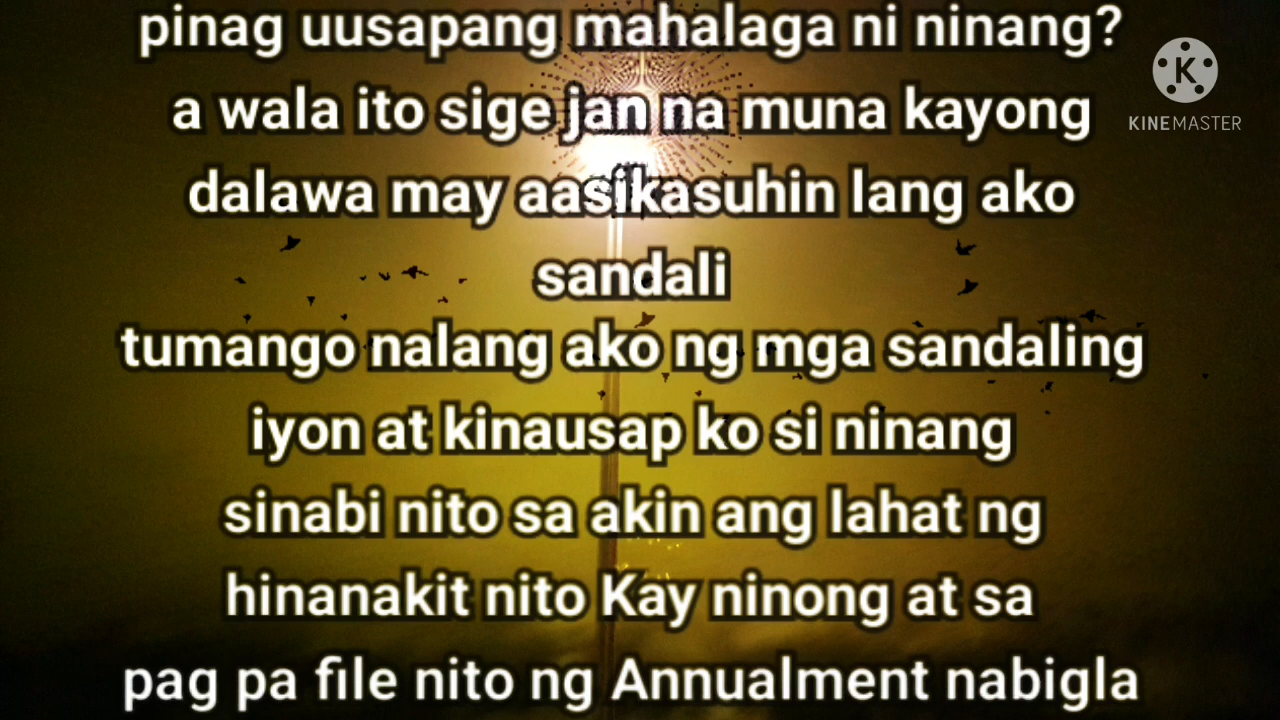 pinag uusapang mahalaga ni ninang?
a wala ito sige jan na muna kayong
dalawa may aasikasuhin lang ako
sandali
tumango nalang ako ng mga sandaling
iyon at kinausap ko si ninang
sinabi nito sa akin ang lahat ng
hinanakit nito Kay ninong at sa
pag pa file nito ng Annualment nabigla
K
KINEMASTER